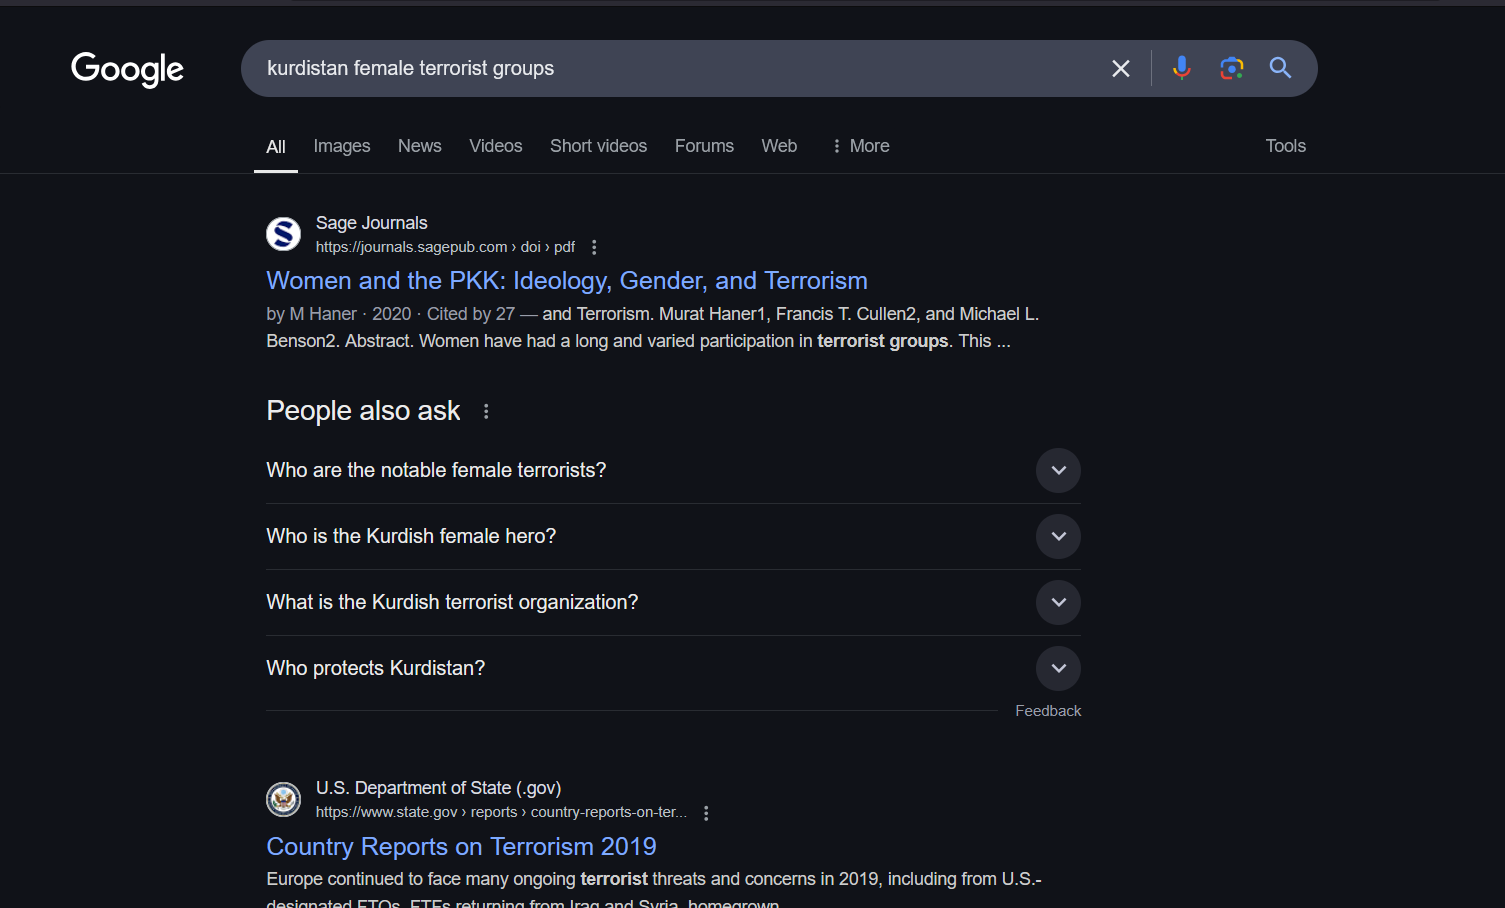 Google
kurdistan female terrorist groups
All Images News Videos Short videos Forums Web More Tools
Sage Journals
https://journals.sagepub.com › doi › pdf
Women and the PKK: Ideology, Gender, and Terrorism
by M Haner · 2020 · Cited by 27 — and Terrorism. Murat Haner1, Francis T. Cullen2, and Michael L.
Benson2. Abstract. Women have had a long and varied participation in terrorist groups. This ...
People also ask
Who are the notable female terrorists?
Who is the Kurdish female hero?
What is the Kurdish terrorist organization?
Who protects Kurdistan?
Feedback
U.S. Department of State (.gov)
https://www.state.gov › reports › country-reports-on-ter...
Country Reports on Terrorism 2019
Europe continued to face many ongoing terrorist threats and concerns in 2019, including from U.S.-
designated FTOs, FTFs returning from Iraq and Syria, homegrown